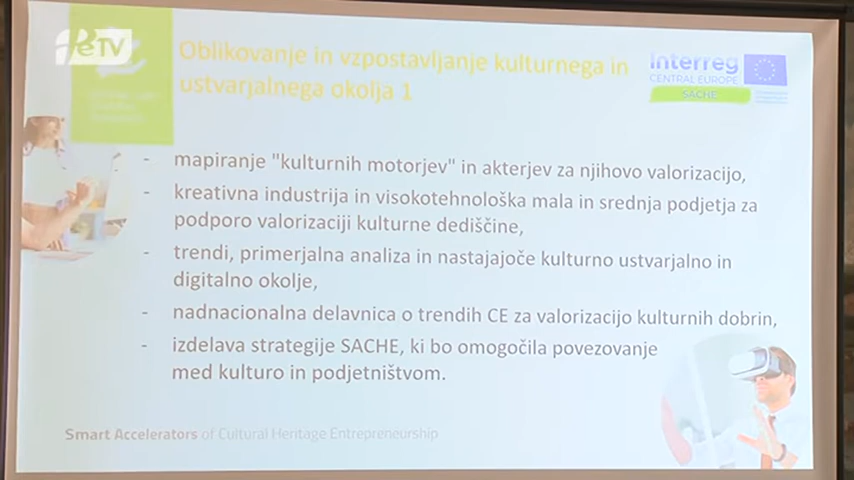 PeTV
Oblikovanje in vzpostavljanje kulturnega in
ustvarjalnega okolja 1
Interreg
CENTRAL EUROPE
SACHE
- mapiranje "kulturnih motorjev" in akterjev za njihovo valorizacijo,
- kreativna industrija in visokotehnološka mala in srednja podjetja za
podporo valorizaciji kulturne dediščine,
- trendi, primerjalna analiza in nastajajoče kulturno ustvarjalno in
digitalno okolje,
- nadnacionalna delavnica o trendih CE za valorizacijo kulturnih dobrin,
- izdelava strategije SACHE, ki bo omogočila povezovanje
med kulturo in podjetništvom.
Smart Accelerators of Cultural Heritage Entrepreneurship